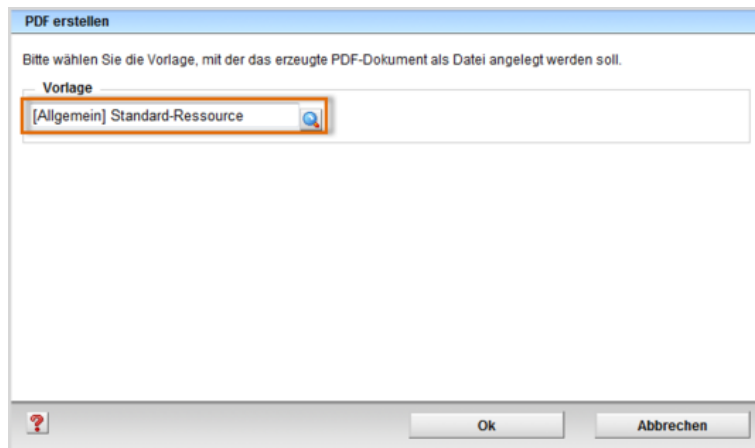 PDF erstellen
Bitte wählen Sie die Vorlage, mit der das erzeugte PDF-Dokument als Datei angelegt werden soll.
Vorlage
[Allgemein] Standard-Ressource
?
Ok Abbrechen